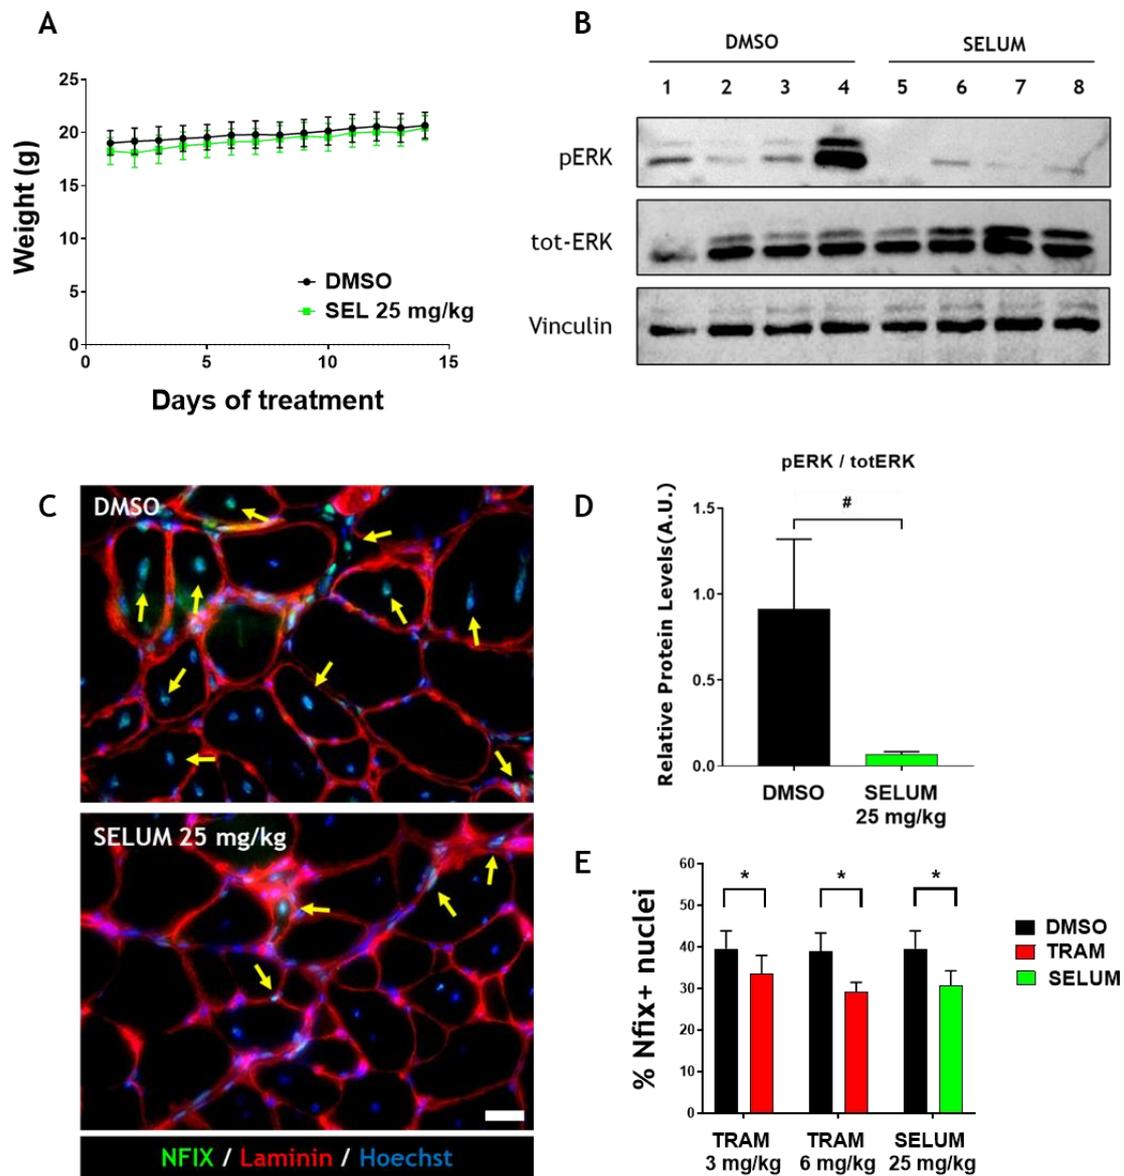 A
25
20
15
10
5
0
0 5 10 15
Weight (g)
Days of treatment
DMSO
SEL 25 mg/kg
B
DMSO SELUM
1 2 3 4 5 6 7 8
pERK
tot-ERK
Vinculin
C
DMSO
SELUM 25 mg/kg
NFIX / Laminin / Hoechst
D
pERK / totERK
Relative Protein Levels(A.U.)
1.5
1.0
0.5
0.0
#
DMSO SELUM
25 mg/kg
E
% Nfix+ nuclei
60
50
40
30
20
10
0
* * *
TRAM TRAM SELUM
3 mg/kg 6 mg/kg 25 mg/kg
DMSO
TRAM
SELUM